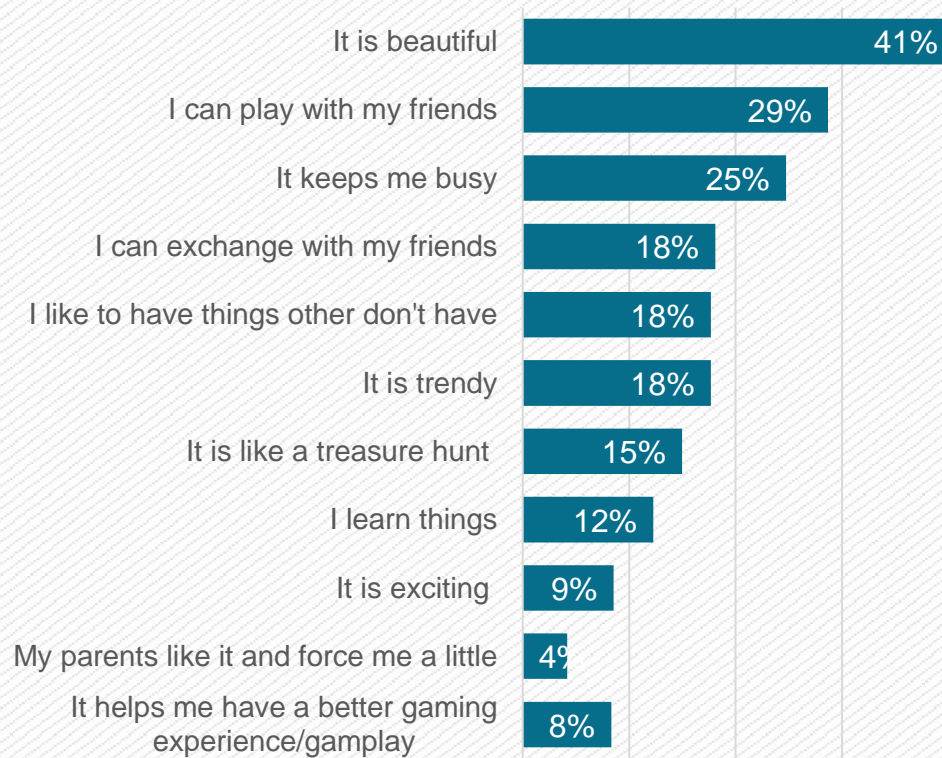 It is beautiful 41%
I can play with my friends 29%
It keeps me busy 25%
I can exchange with my friends 18%
I like to have things other don't have 18%
It is trendy 18%
It is like a treasure hunt 15%
I learn things 12%
It is exciting 9%
My parents like it and force me a little 4%
It helps me have a better gaming
experience/gamplay 8%